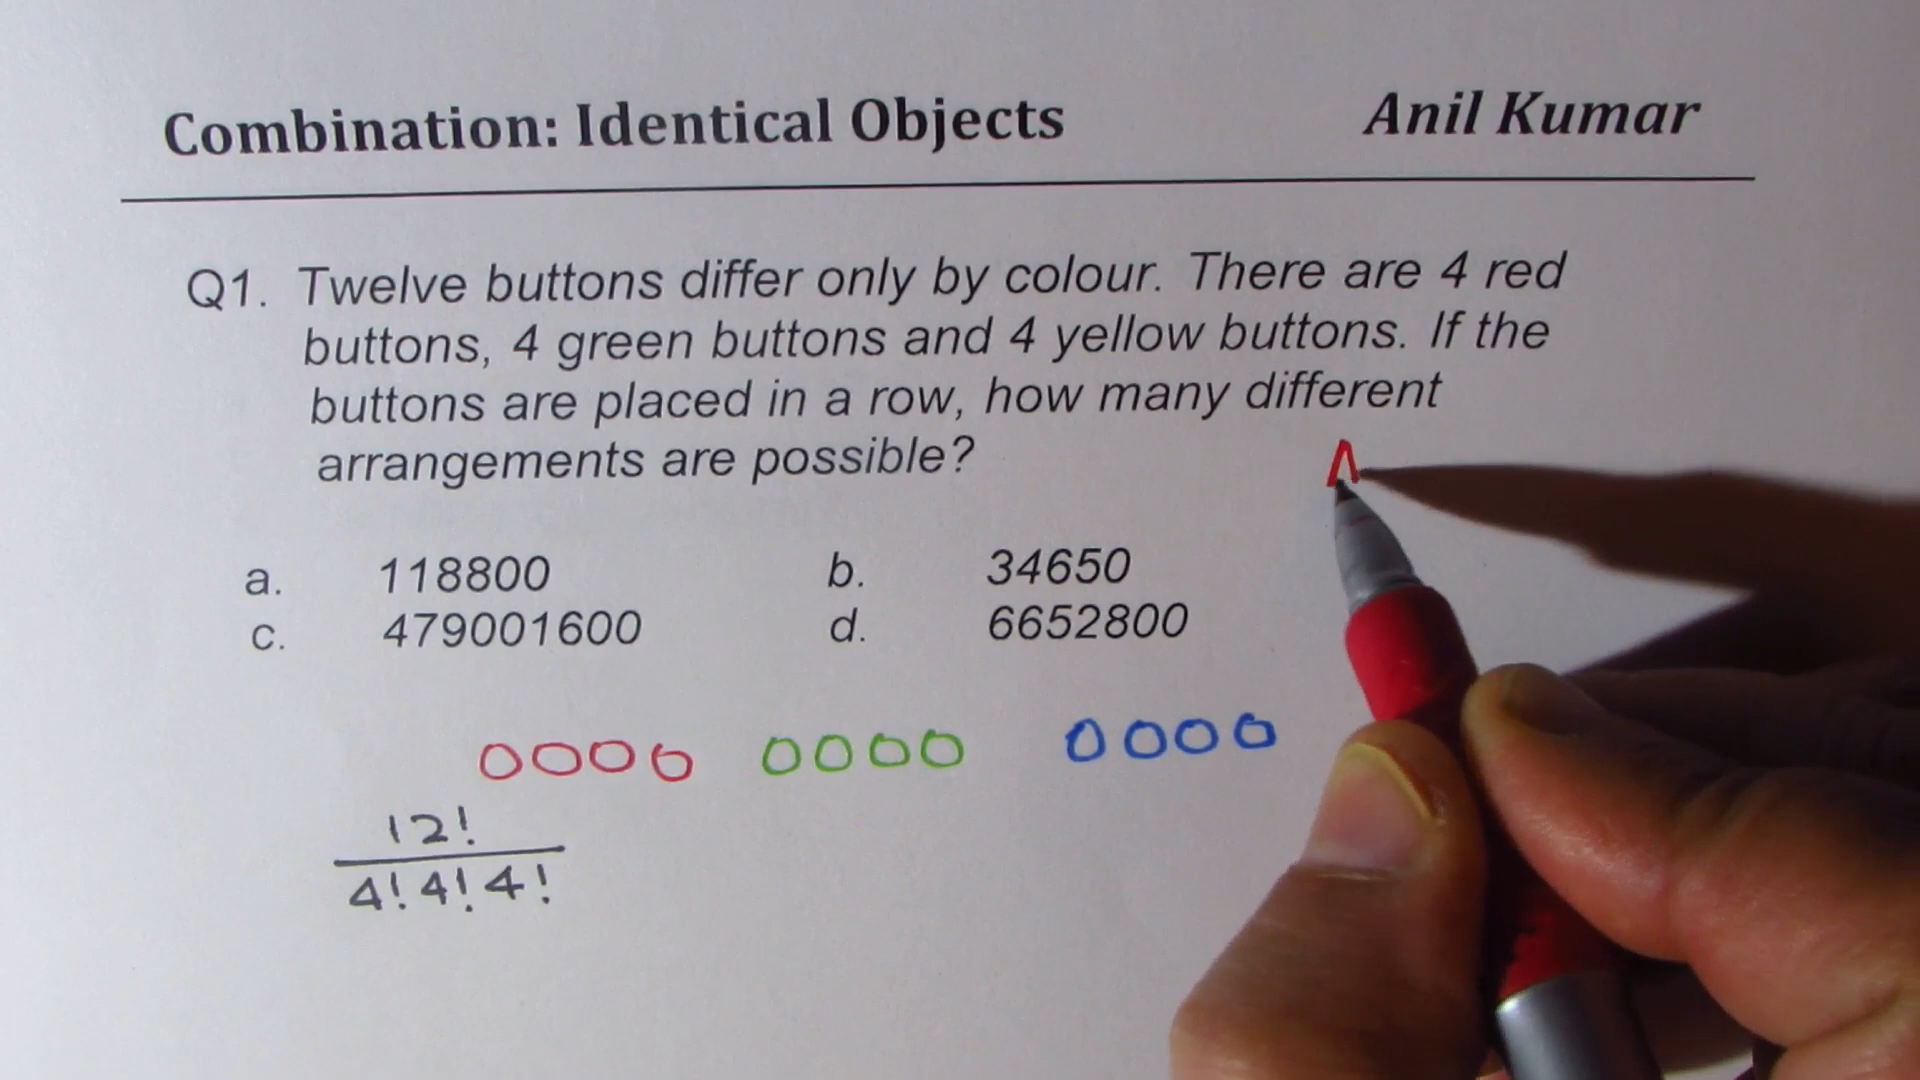 Combination: Identical Objects Anil Kumar
Q1. Twelve buttons differ only by colour. There are 4 red
buttons, 4 green buttons and 4 yellow buttons. If the
buttons are placed in a row, how many different
arrangements are possible?
a. 118800 b. 34650
c. 479001600 d. 6652800
12!
4! 4! 4!